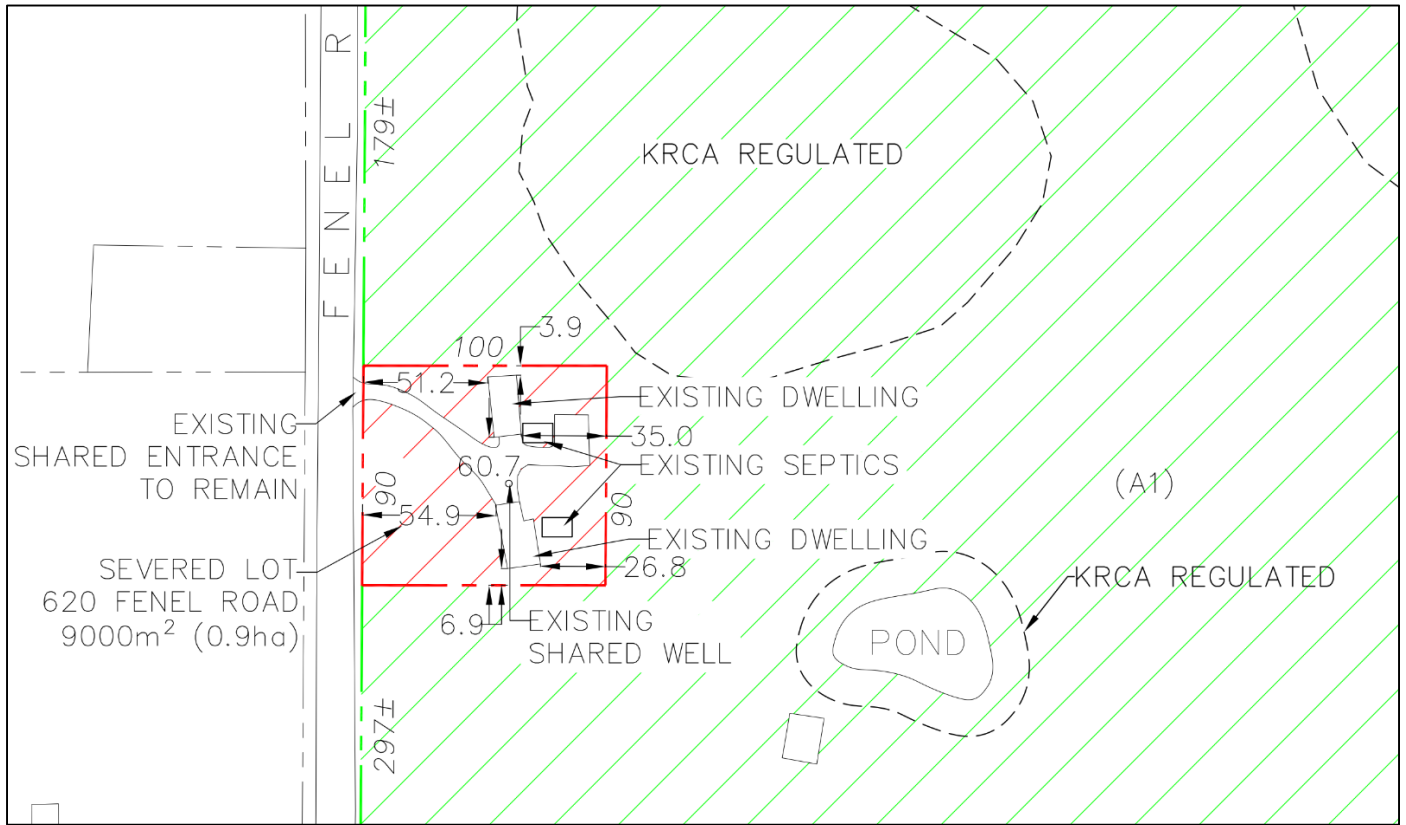 FENEL R
179±
KRCA REGULATED
3.9
100
51.2
EXISTING DWELLING
EXISTING
SHARED ENTRANCE
TO REMAIN
35.0
EXISTING SEPTICS
60.7
90
90
54.9
(A1)
EXISTING DWELLING
26.8
SEVERED LOT
620 FENEL ROAD
9000m² (0.9ha)
KRCA REGULATED
6.9
EXISTING
SHARED WELL
POND
297±